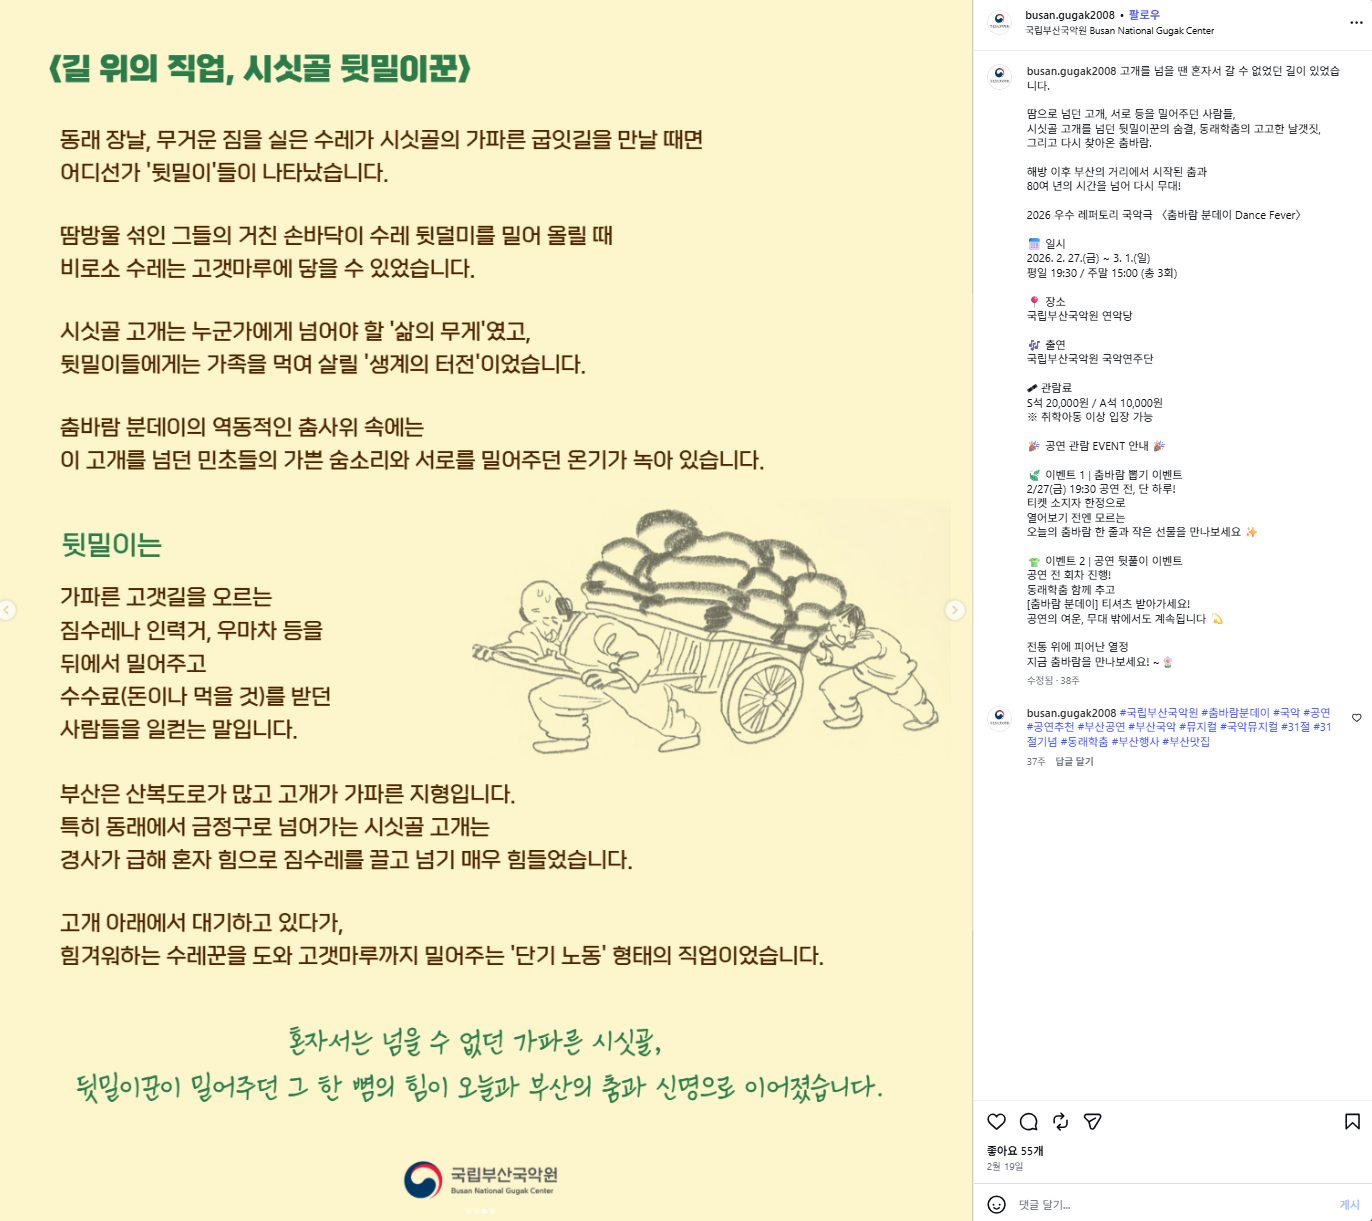 〈길 위의 직업, 시싯골 뒷밀이꾼〉
동래 장날, 무거운 짐을 실은 수레가 시싯골의 가파른 굽잇길을 만날 때면
어디선가 '뒷밀이'들이 나타났습니다.
땀방울 섞인 그들의 거친 손바닥이 수레 뒷덜미를 밀어 올릴 때
비로소 수레는 고갯마루에 닿을 수 있었습니다.
시싯골 고개는 누군가에게 넘어야 할 '삶의 무게'였고,
뒷밀이들에게는 가족을 먹여 살릴 '생계의 터전'이었습니다.
춤바람 분데이의 역동적인 춤사위 속에는
이 고개를 넘던 민초들의 가쁜 숨소리와 서로를 밀어주던 온기가 녹아 있습니다.
뒷밀이는
가파른 고갯길을 오르는
짐수레나 인력거, 우마차 등을
뒤에서 밀어주고
수수료(돈이나 먹을 것)를 받던
사람들을 일컫는 말입니다.
부산은 산복도로가 많고 고개가 가파른 지형입니다.
특히 동래에서 금정구로 넘어가는 시싯골 고개는
경사가 급해 혼자 힘으로 짐수레를 끌고 넘기 매우 힘들었습니다.
고개 아래에서 대기하고 있다가,
힘겨워하는 수레꾼을 도와 고갯마루까지 밀어주는 '단기 노동' 형태의 직업이었습니다.
혼자서는 넘을 수 없던 가파른 시싯골,
뒷밀이꾼이 밀어주던 그 한 뼘의 힘이 오늘과 부산의 춤과 신명으로 이어졌습니다.
국립부산국악원
Busan National Gugak Center
busan.gugak2008 • 팔로우
국립부산국악원 Busan National Gugak Center
busan.gugak2008 고개를 넘을 땐 혼자서 갈 수 없었던 길이 있었습
니다.
땀으로 넘던 고개, 서로 등을 밀어주던 사람들,
시싯골 고개를 넘던 뒷밀이꾼의 숨결, 동래학춤의 고고한 날갯짓,
그리고 다시 찾아온 춤바람.
해방 이후 부산의 거리에서 시작된 춤과
80여 년의 시간을 넘어 다시 무대!
2026 우수 레퍼토리 국악극 〈춤바람 분데이 Dance Fever〉
🗓️ 일시
2026. 2. 27.(금) ~ 3. 1.(일)
평일 19:30 / 주말 15:00 (총 3회)
📍 장소
국립부산국악원 연악당
🎶 출연
국립부산국악원 국악연주단
🎟 관람료
S석 20,000원 / A석 10,000원
※ 취학아동 이상 입장 가능
🎉 공연 관람 EVENT 안내 🎉
🍃 이벤트 1 | 춤바람 뽑기 이벤트
2/27(금) 19:30 공연 전, 단 하루!
티켓 소지자 한정으로
열어보기 전엔 모르는
오늘의 춤바람 한 줄과 작은 선물을 만나보세요 ✨
👕 이벤트 2 | 공연 뒷풀이 이벤트
공연 전 회차 진행!
동래학춤 함께 추고
[춤바람 분데이] 티셔츠 받아가세요!
공연의 여운, 무대 밖에서도 계속됩니다 💫
전통 위에 피어난 열정
지금 춤바람을 만나보세요! ~🌷
수정됨 · 38주
busan.gugak2008 #국립부산국악원 #춤바람분데이 #국악 #공연
#공연추천 #부산공연 #부산국악 #뮤지컬 #국악뮤지컬 #31절 #31
절기념 #동래학춤 #부산행사 #부산맛집
37주 답글 달기
좋아요 55개
2월 19일
댓글 달기...
게시